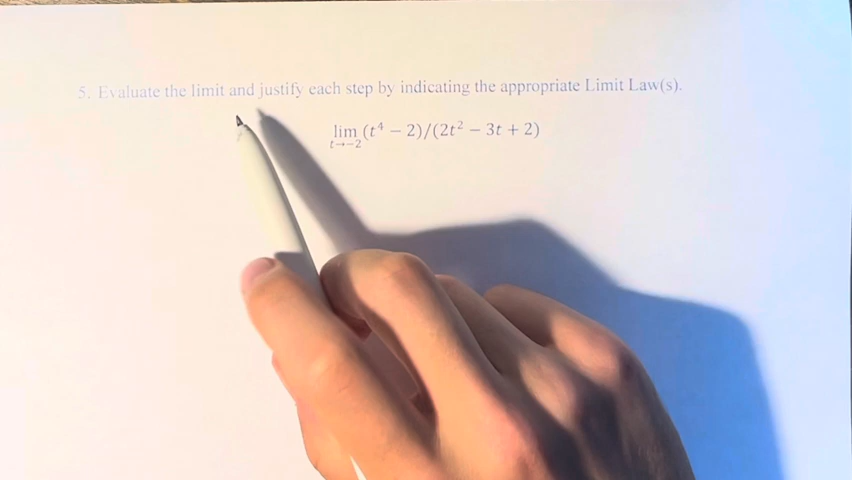 5. Evaluate the limit and justify each step by indicating the appropriate Limit Law(s).
lim (t⁴ − 2)/(2t² − 3t + 2)
t→−2